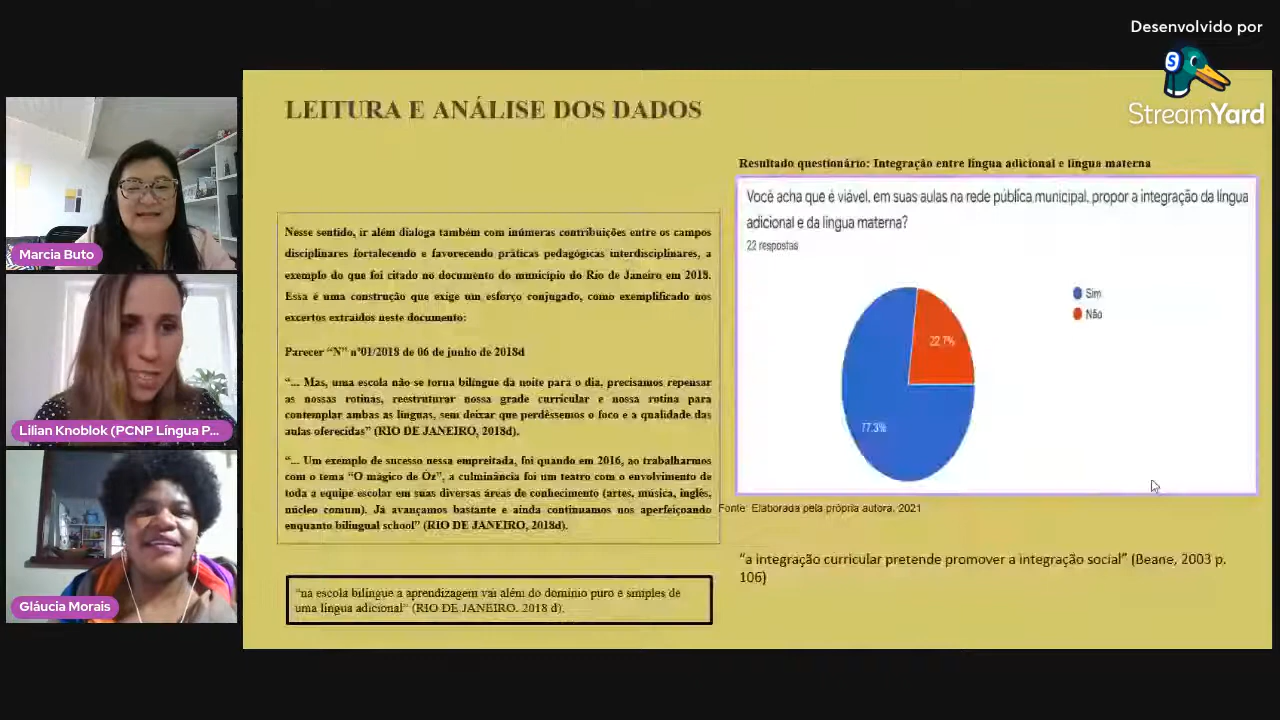 Desenvolvido por
StreamYard
LEITURA E ANÁLISE DOS DADOS
Nesse sentido, ir além dialoga também com inúmeras contribuições entre os campos
disciplinares fortalecendo e favorecendo práticas pedagógicas interdisciplinares, a
exemplo do que foi citado no documento do município do Rio de Janeiro em 2018.
Essa é uma construção que exige um esforço conjugado, como exemplificado nos
excertos extraídos neste documento:
Parecer “N” nº01/2018 de 06 de junho de 2018d
“... Mas, uma escola não se torna bilíngue da noite para o dia, precisamos repensar
as nossas rotinas, reestruturar nossa grade curricular e nossa rotina para
contemplar ambas as línguas, sem deixar que perdêssemos o foco e a qualidade das
aulas oferecidas” (RIO DE JANEIRO, 2018d).
“... Um exemplo de sucesso nessa empreitada, foi quando em 2016, ao trabalharmos
com o tema “O mágico de Oz”, a culminância foi um teatro com o envolvimento de
toda a equipe escolar em suas diversas áreas de conhecimento (artes, música, inglês,
núcleo comum). Já avançamos bastante e ainda continuamos nos aperfeiçoando
enquanto bilingual school” (RIO DE JANEIRO, 2018d).
“na escola bilíngue a aprendizagem vai além do domínio puro e simples de
uma língua adicional” (RIO DE JANEIRO. 2018 d).
Resultado questionário: Integração entre língua adicional e língua materna
Você acha que é viável, em suas aulas na rede pública municipal, propor a integração da língua
adicional e da língua materna?
22 respostas
Sim
Não
22.7%
77.3%
Fonte: Elaborada pela própria autora, 2021
“a integração curricular pretende promover a integração social” (Beane, 2003 p.
106)
Marcia Buto
Lilian Knoblok (PCNP Língua P...
Gláucia Morais